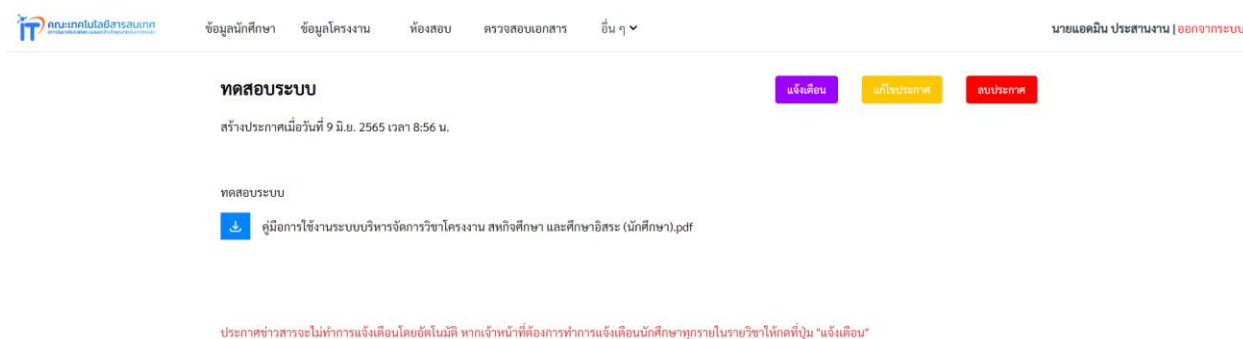 คณะเทคโนโลยีสารสนเทศ
ข้อมูลนักศึกษา ข้อมูลโครงงาน ห้องสอบ ตรวจสอบเอกสาร อื่น ๆ
นายแอดมิน ประสานงาน | ออกจากระบบ
ทดสอบระบบ
แจ้งเตือน แก้ไขประกาศ ลบประกาศ
สร้างประกาศเมื่อวันที่ 9 มิ.ย. 2565 เวลา 8:56 น.
ทดสอบระบบ
คู่มือการใช้งานระบบบริหารจัดการวิชาโครงงาน สหกิจศึกษา และศึกษาอิสระ (นักศึกษา).pdf
ประกาศข่าวสารจะไม่ทำการแจ้งเตือนโดยอัตโนมัติ หากเจ้าหน้าที่ต้องการทำการแจ้งเตือนนักศึกษาทุกรายในรายวิชาให้กดที่ปุ่ม "แจ้งเตือน"